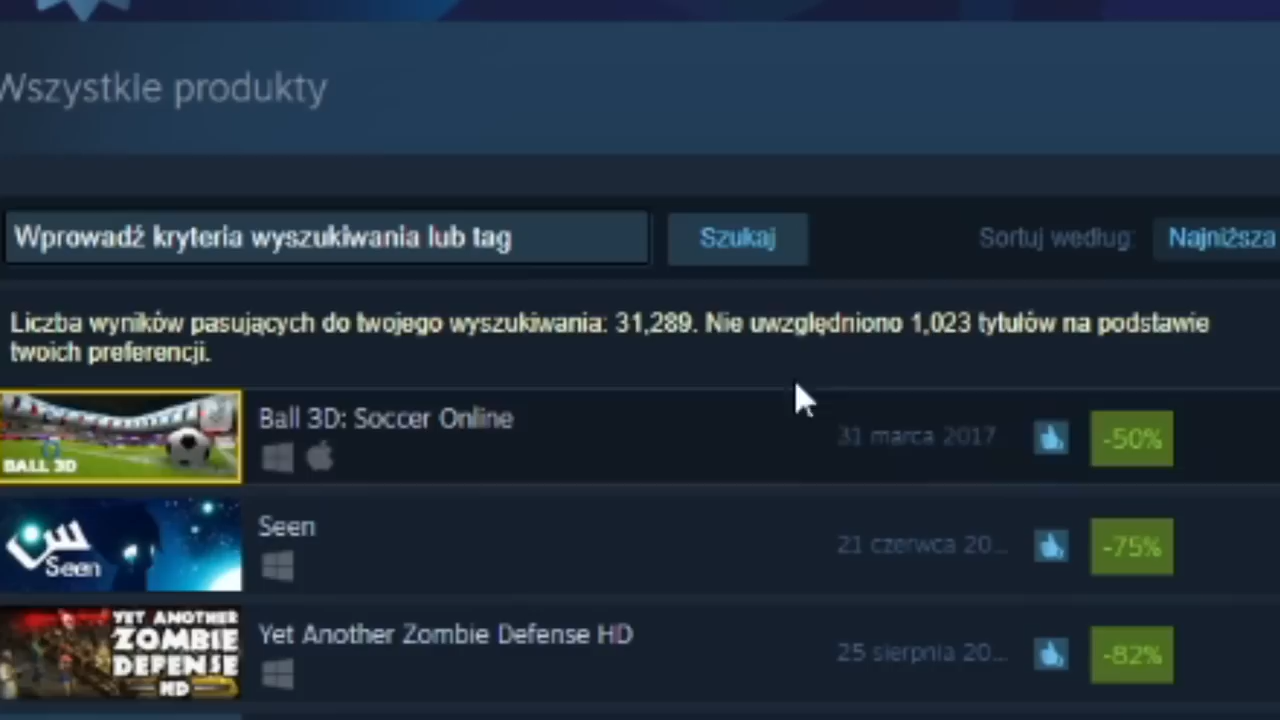 Wszystkie produkty
Wprowadź kryteria wyszukiwania lub tag
Szukaj
Sortuj według:
Najniższa
Liczba wyników pasujących do twojego wyszukiwania: 31,289. Nie uwzględniono 1,023 tytułów na podstawie
twoich preferencji.
BALL 3D
Ball 3D: Soccer Online
31 marca 2017
-50%
Seen
Seen
21 czerwca 20...
-75%
YET ANOTHER
ZOMBIE
DEFENSE
HD
Yet Another Zombie Defense HD
25 sierpnia 20...
-82%